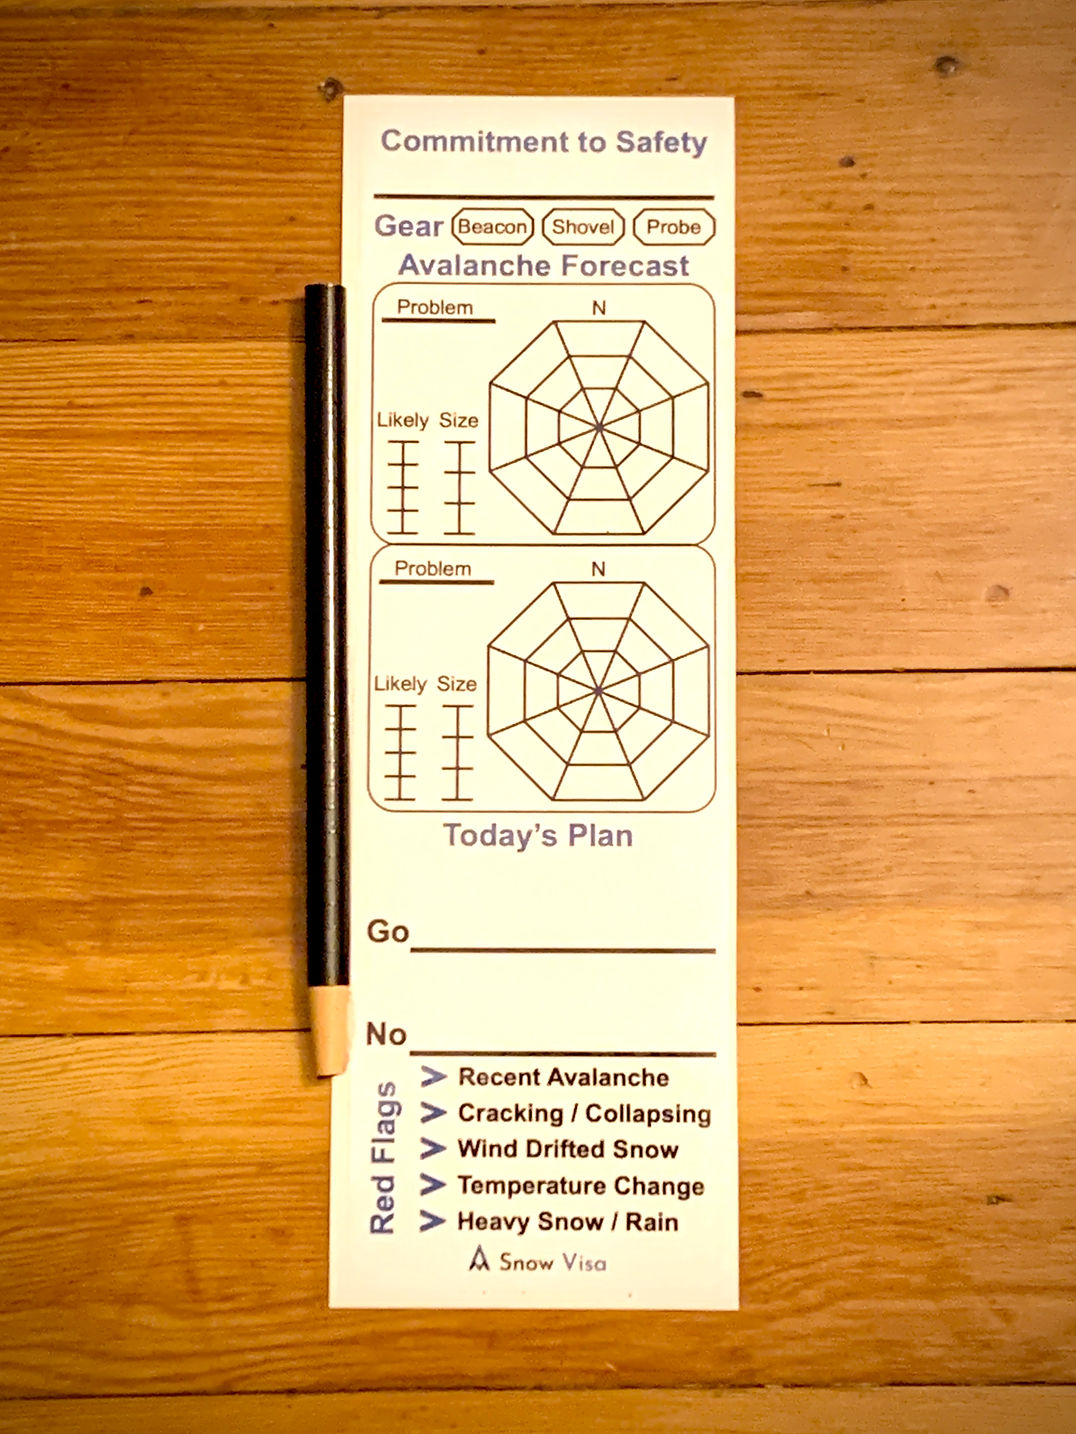 Commitment to Safety
Gear Beacon Shovel Probe
Avalanche Forecast
Problem
N
Likely Size
Problem
N
Likely Size
Today's Plan
Go
No
Red Flags
Recent Avalanche
Cracking / Collapsing
Wind Drifted Snow
Temperature Change
Heavy Snow / Rain
Snow Visa